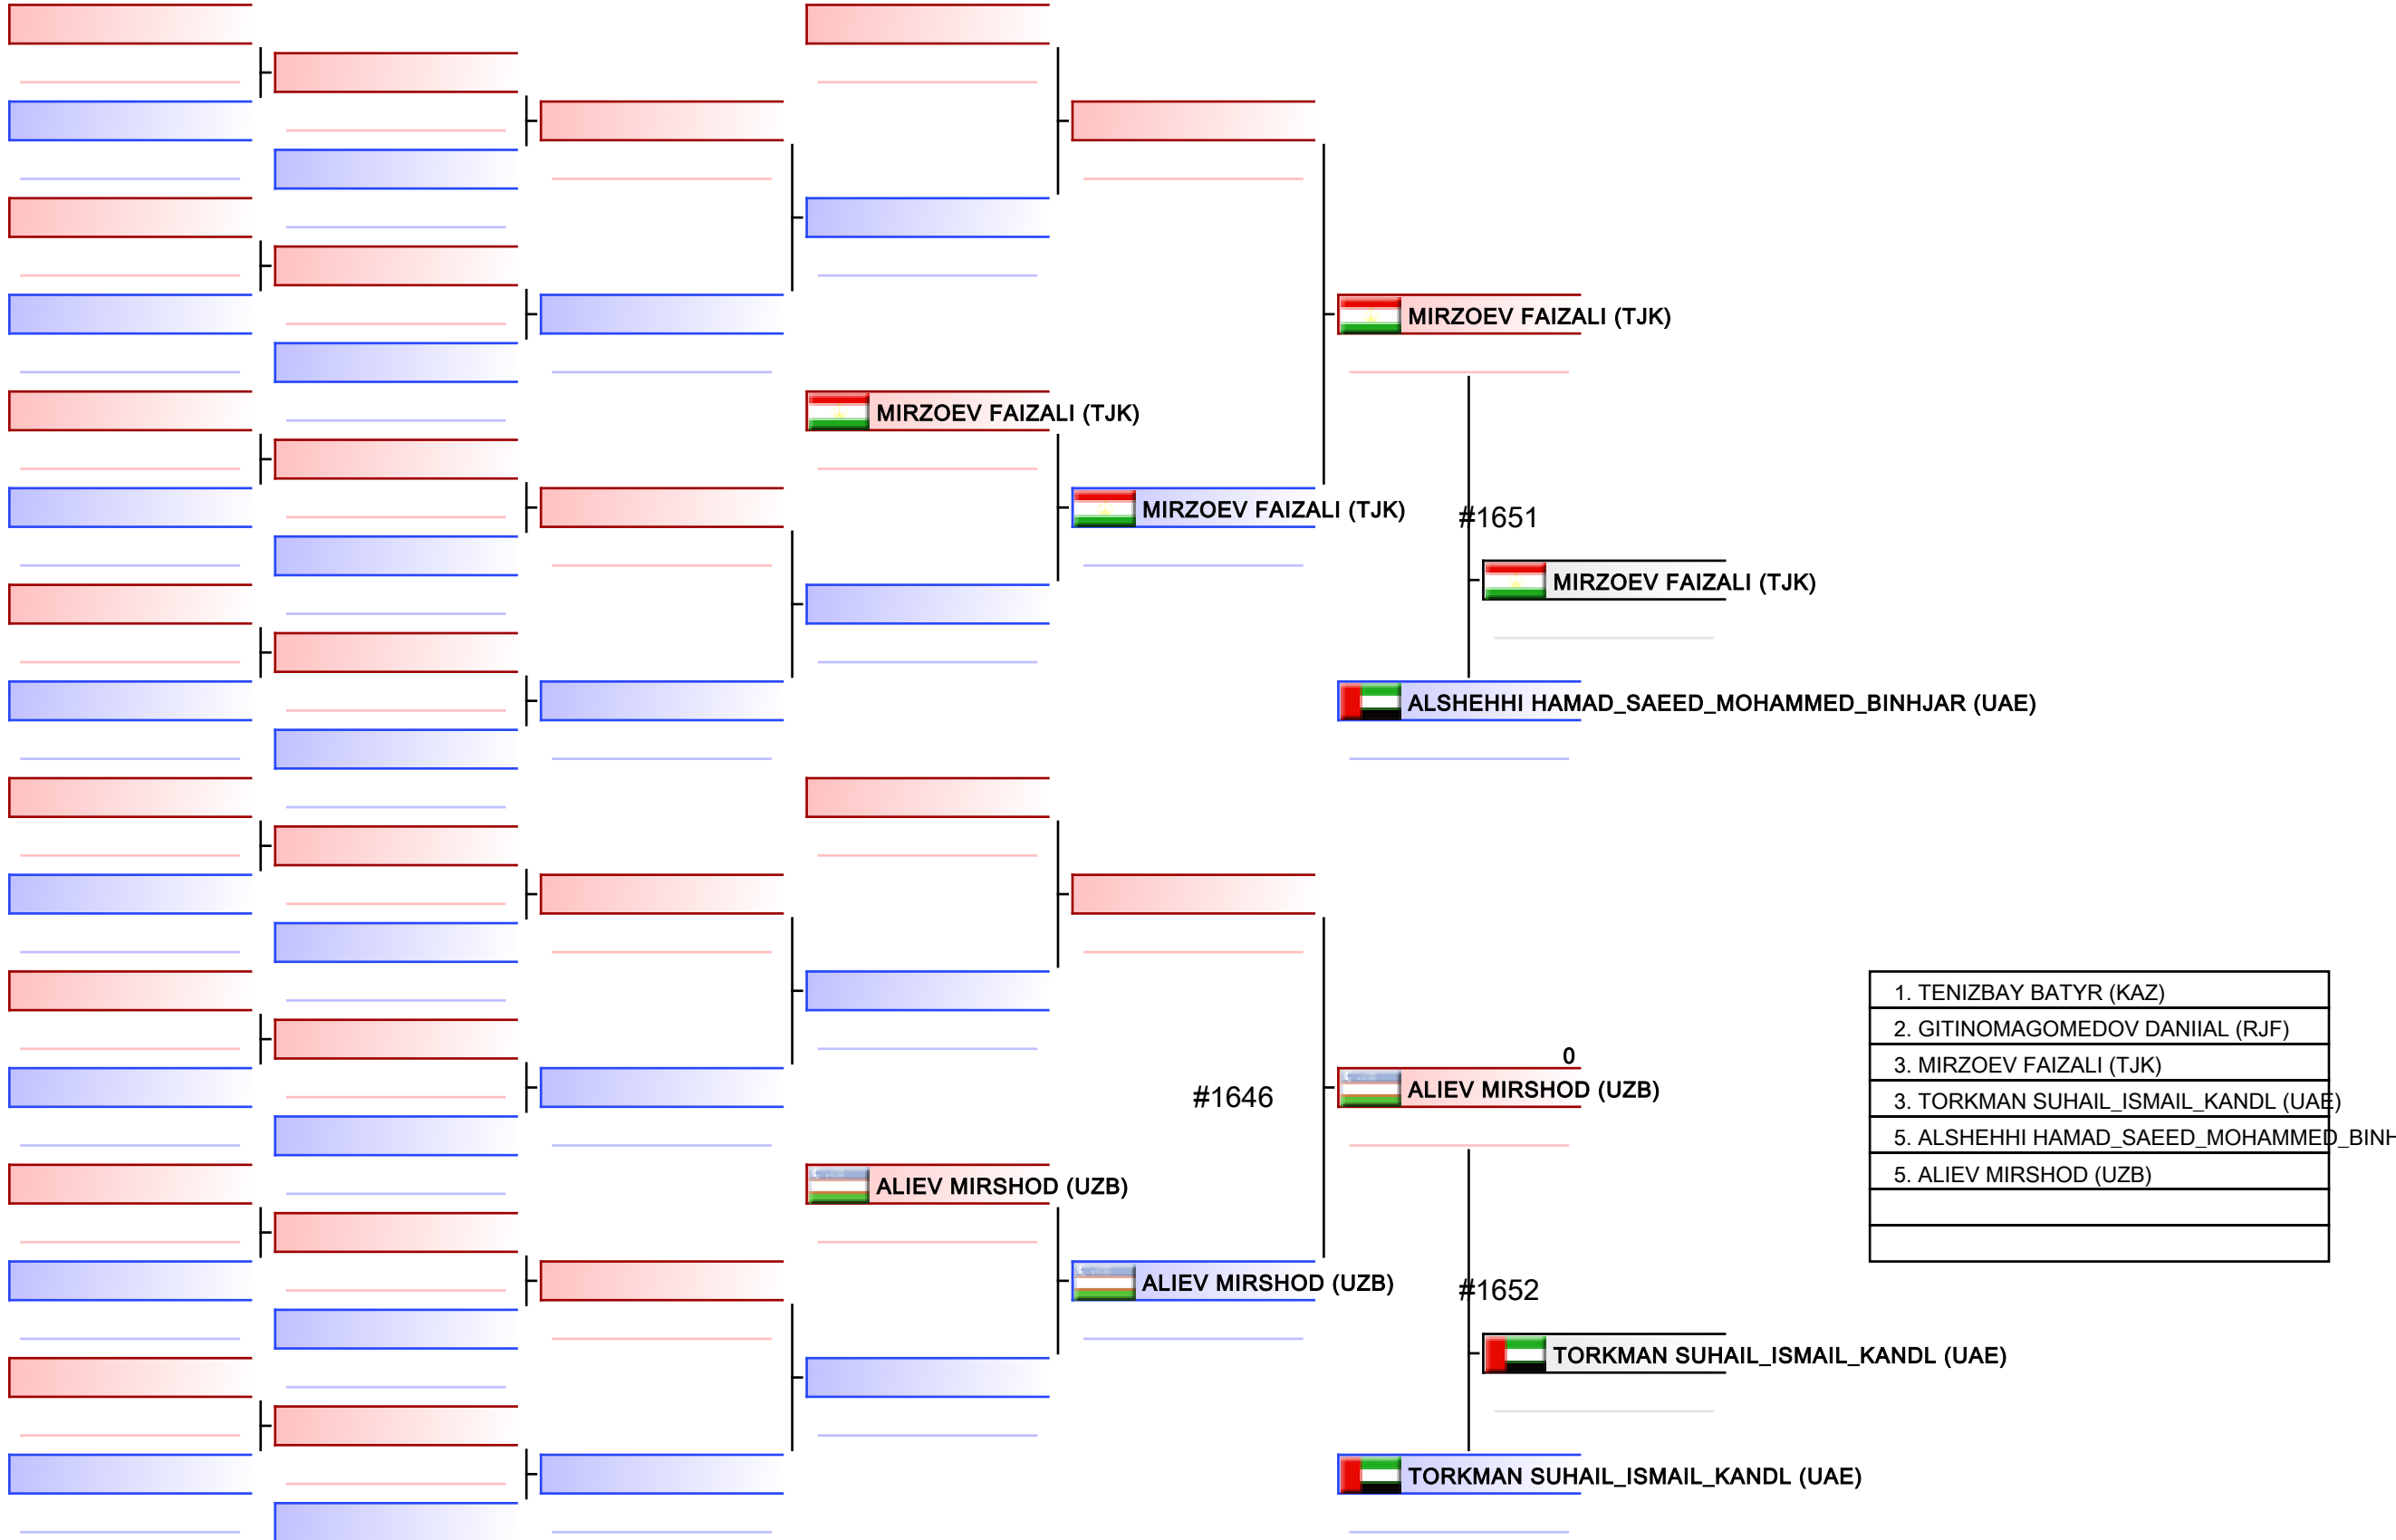 MIRZOEV FAIZALI (TJK)
MIRZOEV FAIZALI (TJK)
MIRZOEV FAIZALI (TJK)
#1651
MIRZOEV FAIZALI (TJK)
ALSHEHHI HAMAD_SAEED_MOHAMMED_BINHJAR (UAE)
0
#1646
ALIEV MIRSHOD (UZB)
ALIEV MIRSHOD (UZB)
ALIEV MIRSHOD (UZB)
#1652
TORKMAN SUHAIL_ISMAIL_KANDL (UAE)
TORKMAN SUHAIL_ISMAIL_KANDL (UAE)
1. TENIZBAY BATYR (KAZ)
2. GITINOMAGOMEDOV DANIIAL (RJF)
3. MIRZOEV FAIZALI (TJK)
3. TORKMAN SUHAIL_ISMAIL_KANDL (UAE)
5. ALSHEHHI HAMAD_SAEED_MOHAMMED_BINH
5. ALIEV MIRSHOD (UZB)